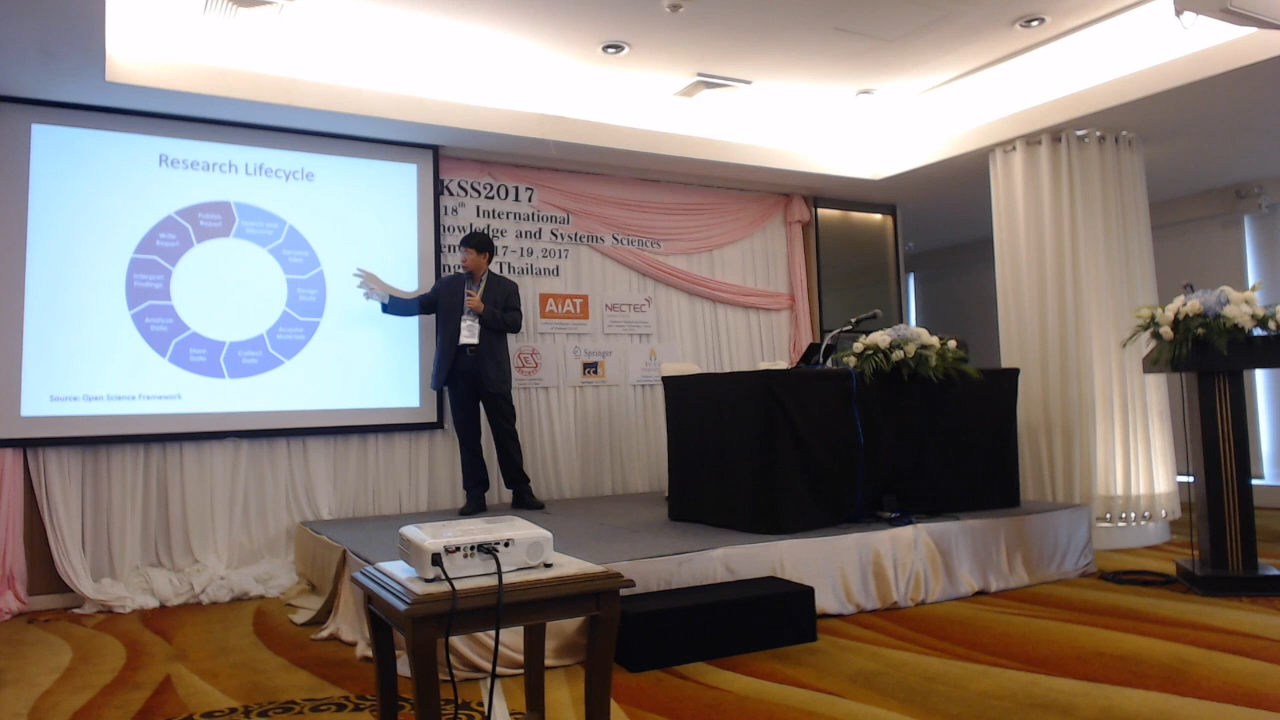 Research Lifecycle
Publish
Report
Search and
Discover
Write
Report
Develop
Idea
Interpret
Findings
Design
Study
Analyze
Data
Acquire
Materials
Store
Data
Collect
Data
Source: Open Science Framework
KSS2017
18th International
nowledge and Systems Sciences
17-19, 2017
Thailand
AiAT
NECTEC
Springer